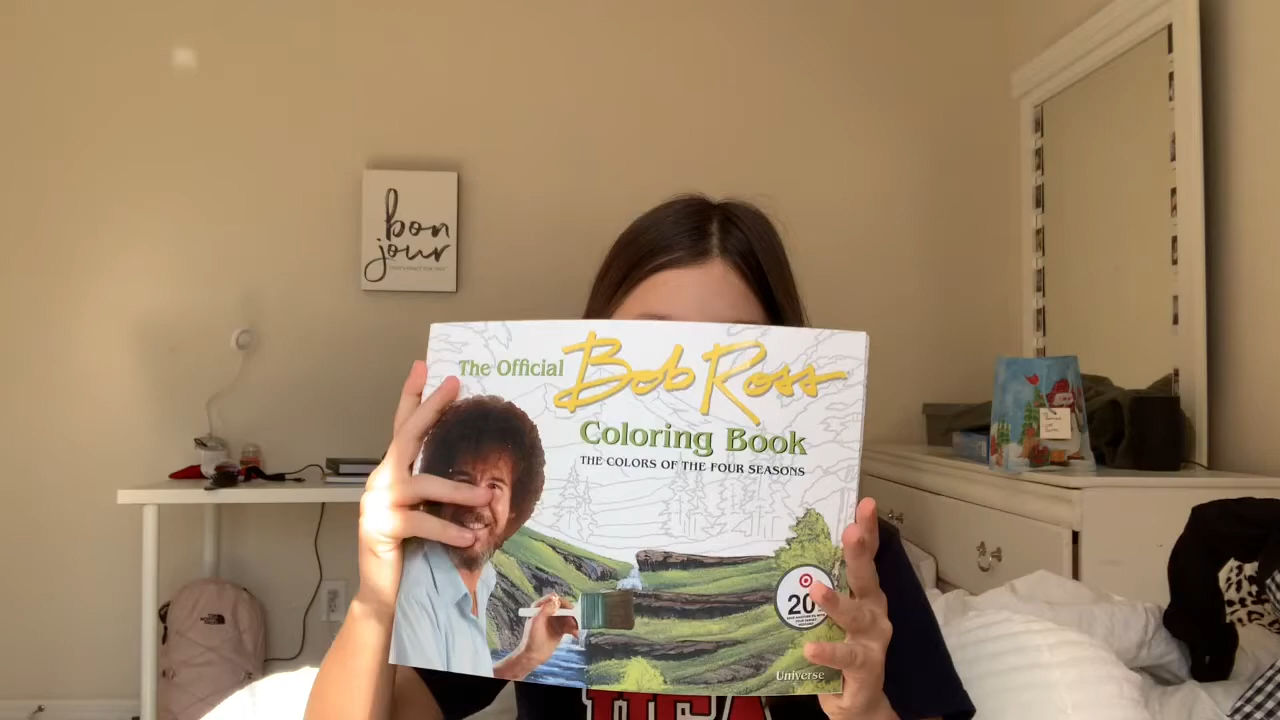 bon
jour
The Official Bob Ross
Coloring Book
THE COLORS OF THE FOUR SEASONS
20
Universe